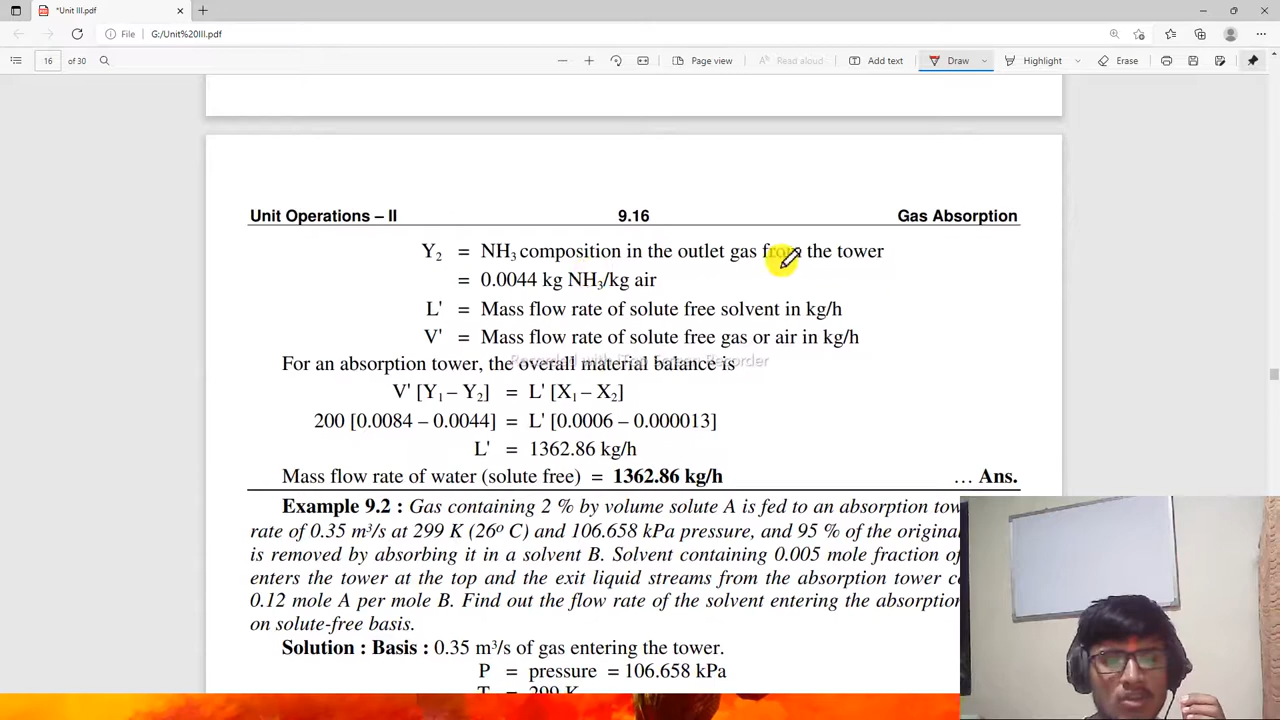 *Unit III.pdf
File G:/Unit%20III.pdf
16 of 30 Page view Read aloud Add text Draw Highlight Erase
Unit Operations – II 9.16 Gas Absorption
Y2 = NH3 composition in the outlet gas from the tower
= 0.0044 kg NH3/kg air
L' = Mass flow rate of solute free solvent in kg/h
V' = Mass flow rate of solute free gas or air in kg/h
Recorded with iTop Screen Recorder
For an absorption tower, the overall material balance is
V' [Y1 – Y2] = L' [X1 – X2]
200 [0.0084 – 0.0044] = L' [0.0006 – 0.000013]
L' = 1362.86 kg/h
Mass flow rate of water (solute free) = 1362.86 kg/h … Ans.
Example 9.2 : Gas containing 2 % by volume solute A is fed to an absorption tow
rate of 0.35 m³/s at 299 K (26º C) and 106.658 kPa pressure, and 95 % of the original
is removed by absorbing it in a solvent B. Solvent containing 0.005 mole fraction of
enters the tower at the top and the exit liquid streams from the absorption tower c
0.12 mole A per mole B. Find out the flow rate of the solvent entering the absorption
on solute-free basis.
Solution : Basis : 0.35 m³/s of gas entering the tower.
P = pressure = 106.658 kPa
T = 299 K